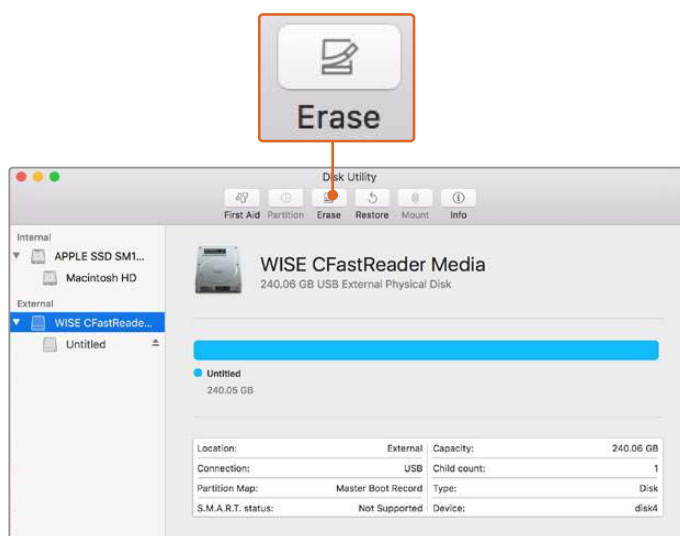 Erase
Disk Utility
First Aid Partition Erase Restore Mount Info
Internal
APPLE SSD SM1...
Macintosh HD
External
WISE CFastReade...
Untitled
WISE CFastReader Media
240.06 GB USB External Physical Disk
Untitled
240.05 GB
Location: External Capacity: 240.06 GB
Connection: USB Child count: 1
Partition Map: Master Boot Record Type: Disk
S.M.A.R.T. status: Not Supported Device: disk4